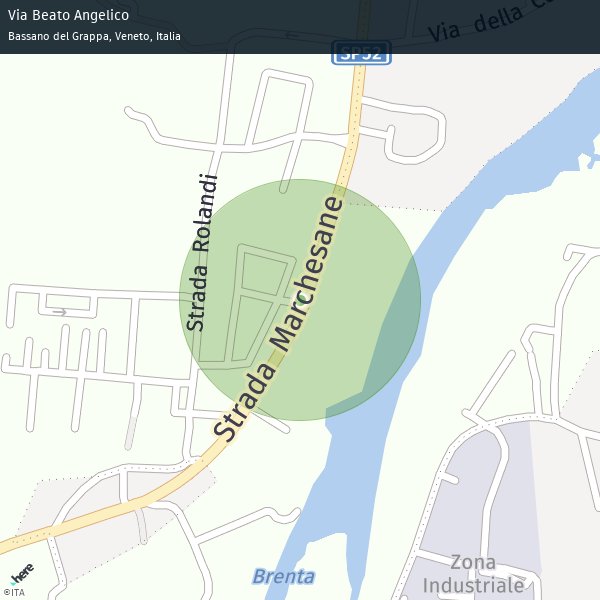 Via Beato Angelico
Bassano del Grappa, Veneto, Italia
SP52
Via della
Strada Rolandi
Strada Marchesane
Brenta
Zona
Industriale
here
©ITA